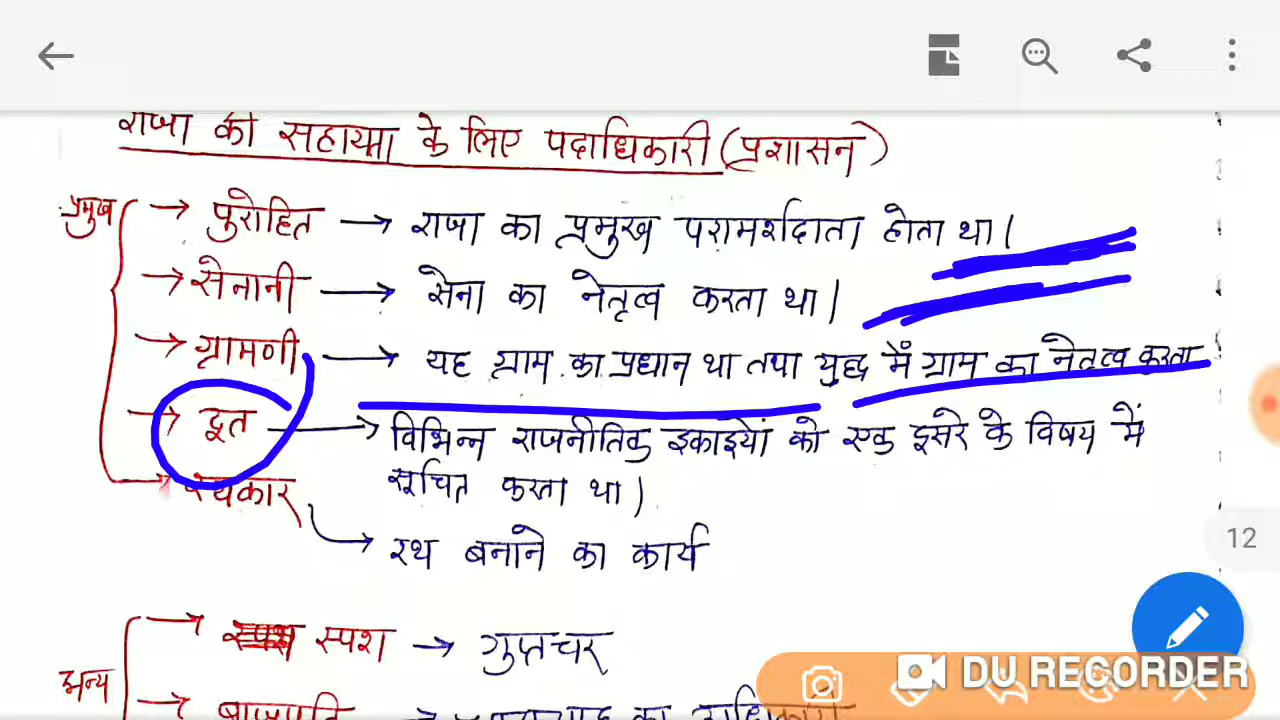 राजा की सहायता के लिए पदाधिकारी (प्रशासन)
प्रमुख → पुरोहित → राजा का प्रमुख परामर्शदाता होता था।
→ सेनानी → सेना का नेतृत्व करता था।
→ ग्रामणी → यह ग्राम का प्रधान था तथा युद्ध में ग्राम का नेतृत्व करता
→ दूत → विभिन्न राजनीतिक इकाइयों को एक दूसरे के विषय में
सूचित करता था।
→ रथकार
→ रथ बनाने का कार्य
12
→ स्पश → गुप्तचर
अन्य
DU RECORDER